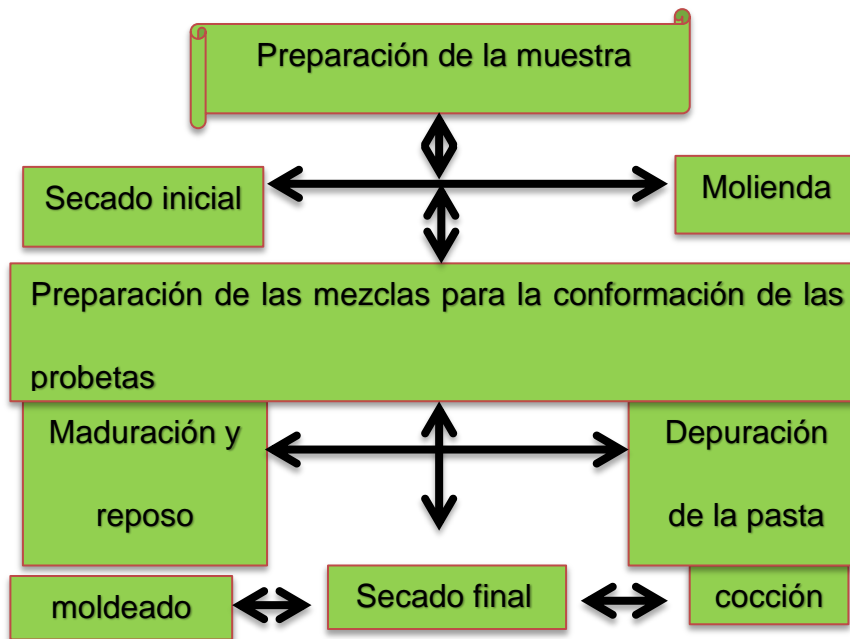 Preparación de la muestra
Secado inicial
Molienda
Preparación de las mezclas para la conformación de las
probetas
Maduración y
reposo
Depuración
de la pasta
moldeado
Secado final
cocción